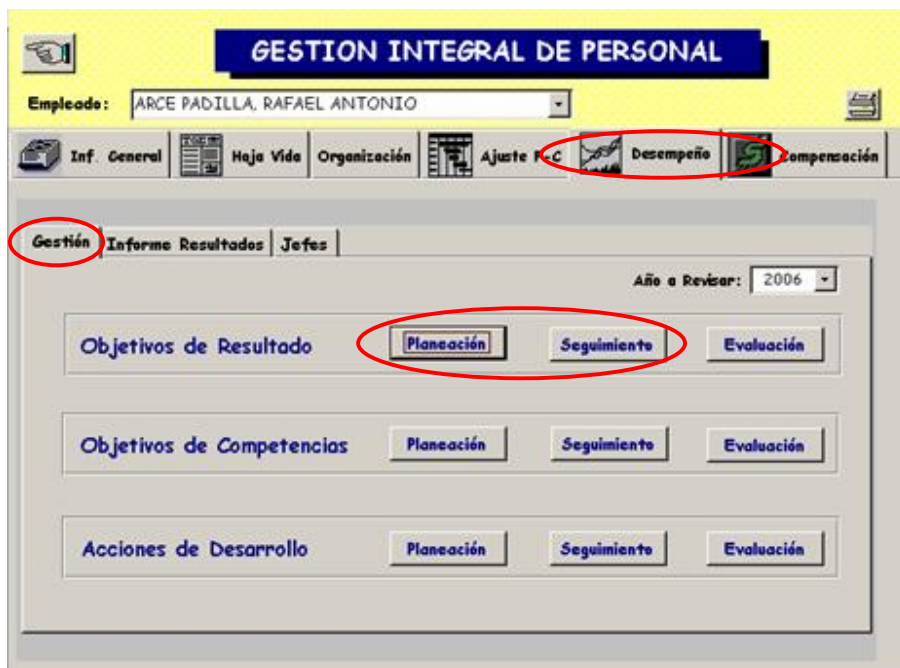 GESTION INTEGRAL DE PERSONAL
Empleado: ARCE PADILLA, RAFAEL ANTONIO
Inf. General Hoja Vida Organización Ajuste P-C Desempeño Compensación
Gestión Informe Resultados Jefes
Año a Revisar: 2006
Objetivos de Resultado Planeación Seguimiento Evaluación
Objetivos de Competencias Planeación Seguimiento Evaluación
Acciones de Desarrollo Planeación Seguimiento Evaluación